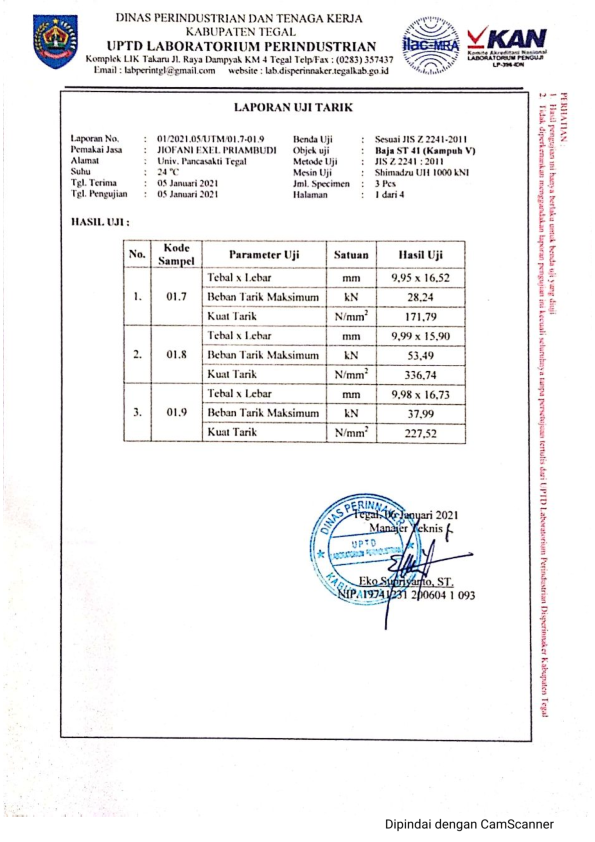 DINAS PERINDUSTRIAN DAN TENAGA KERJA
KABUPATEN TEGAL
UPTD LABORATORIUM PERINDUSTRIAN
Komplek LIK Takaru Jl. Raya Dampyak KM 4 Tegal Telp/Fax : (0283) 357437
Email : labperintgl@gmail.com website : lab.disperinnaker.tegalkab.go.id
ilac-MRA
KAN
Komite Akreditasi Nasional
LABORATORIUM PENGUJI
LP-394-IDN
LAPORAN UJI TARIK
Laporan No. : 01/2021.05/UTM/01.7-01.9 Benda Uji : Sesuai JIS Z 2241-2011
Pemakai Jasa : JIOFANI EXEL PRIAMBUDI Objek uji : Baja ST 41 (Kampuh V)
Alamat : Univ. Pancasakti Tegal Metode Uji : JIS Z 2241 : 2011
Suhu : 24 °C Mesin Uji : Shimadzu UH 1000 kNI
Tgl. Terima : 05 Januari 2021 Jml. Specimen : 3 Pcs
Tgl. Pengujian : 05 Januari 2021 Halaman : 1 dari 4
HASIL UJI :
No. Kode Sampel Parameter Uji Satuan Hasil Uji
1. 01.7 Tebal x Lebar mm 9,95 x 16,52
Beban Tarik Maksimum kN 28,24
Kuat Tarik N/mm² 171,79
2. 01.8 Tebal x Lebar mm 9,99 x 15,90
Beban Tarik Maksimum kN 53,49
Kuat Tarik N/mm² 336,74
3. 01.9 Tebal x Lebar mm 9,98 x 16,73
Beban Tarik Maksimum kN 37,99
Kuat Tarik N/mm² 227,52
Tegal, 06 Januari 2021
Manajer Teknis
DINAS PERINNAKER
UPTD
LABORATORIUM PERINDUSTRIAN
Eko Supriyanto, ST.
NIP. 19741231 200604 1 093
PERHATIAN :
1. Hasil pengujian ini hanya berlaku untuk benda uji yang diuji
2. Tidak diperkenankan menggandakan laporan pengujian ini kecuali seluruhnya tanpa persetujuan tertulis dari UPTD Laboratorium Perindustrian Disperinnaker Kabupaten Tegal
Dipindai dengan CamScanner